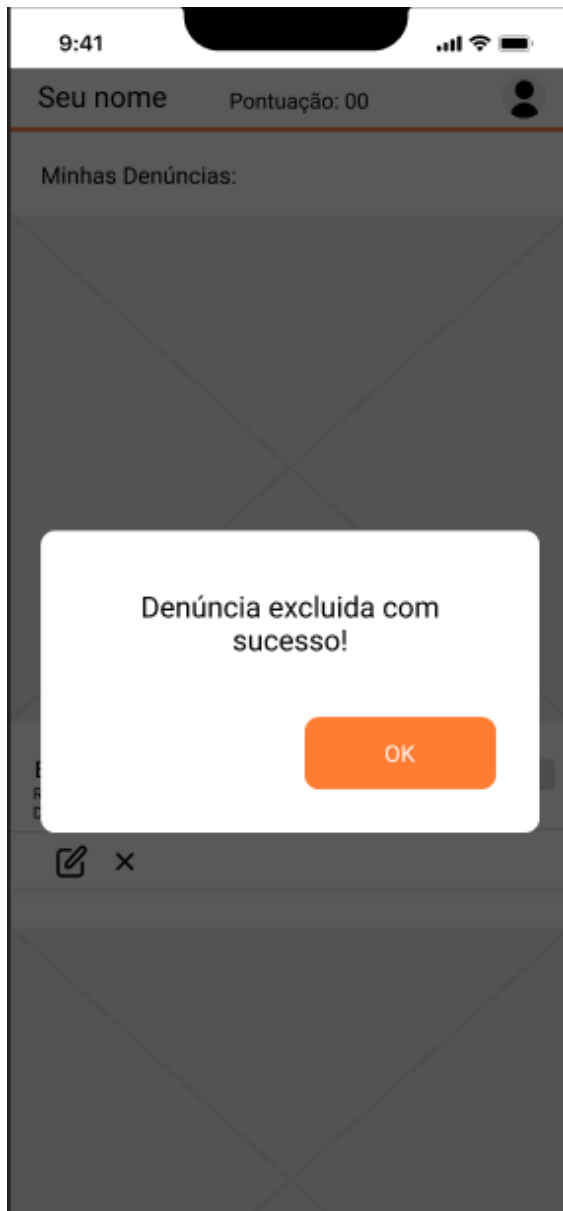 9:41
Seu nome Pontuação: 00
Minhas Denúncias:
Denúncia excluida com
sucesso!
OK